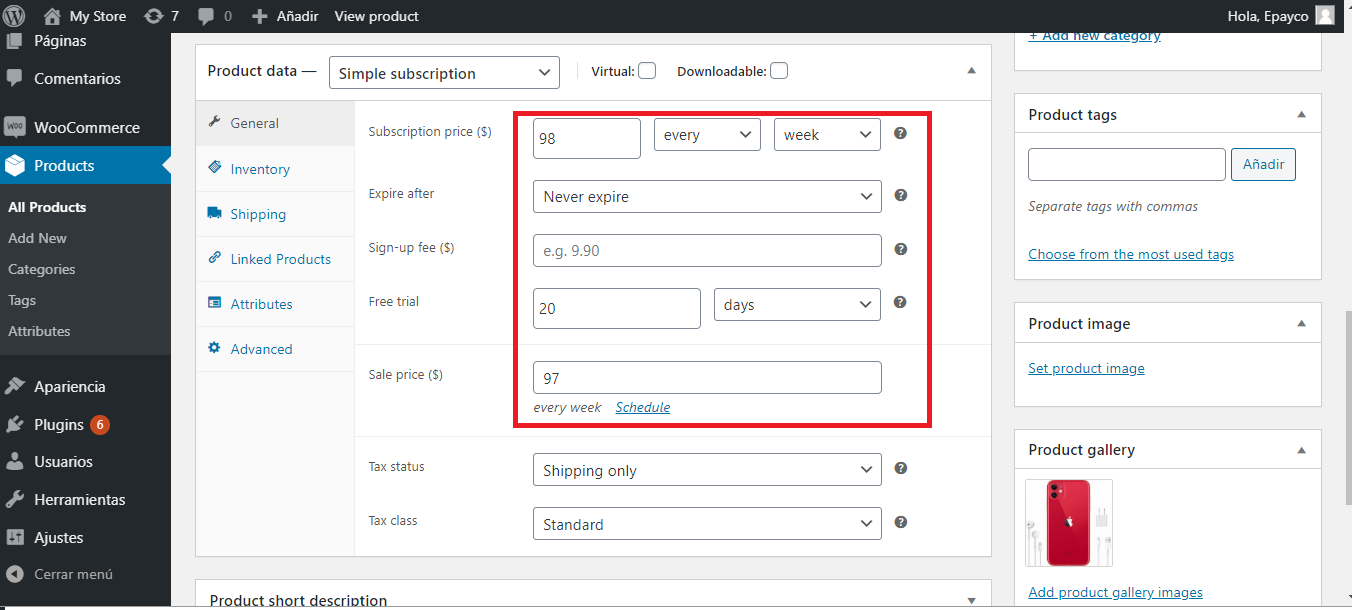 My Store 7 0 Añadir View product Hola, Epayco
Páginas
Comentarios
WOO WooCommerce
Products
All Products
Add New
Categories
Tags
Attributes
Apariencia
Plugins 6
Usuarios
Herramientas
Ajustes
Cerrar menú
Product data — Simple subscription Virtual: Downloadable:
General
Inventory
Shipping
Linked Products
Attributes
Advanced
Subscription price ($) 98 every week ?
Expire after Never expire ?
Sign-up fee ($) e.g. 9.90 ?
Free trial 20 days ?
Sale price ($) 97
every week Schedule
Tax status Shipping only ?
Tax class Standard ?
Product short description
+ Add new category
Product tags
Añadir
Separate tags with commas
Choose from the most used tags
Product image
Set product image
Product gallery
Add product gallery images